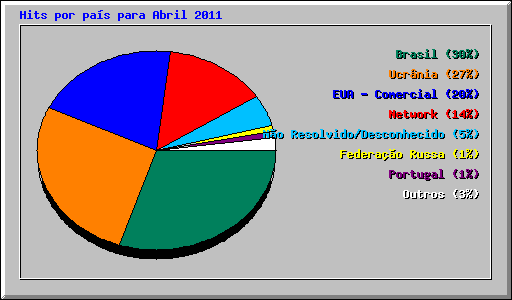 Hits por país para Abril 2011
Brasil (30%)
Ucrânia (27%)
EUA - Comercial (20%)
Network (14%)
Não Resolvido/Desconhecido (5%)
Federação Russa (1%)
Portugal (1%)
Outros (3%)